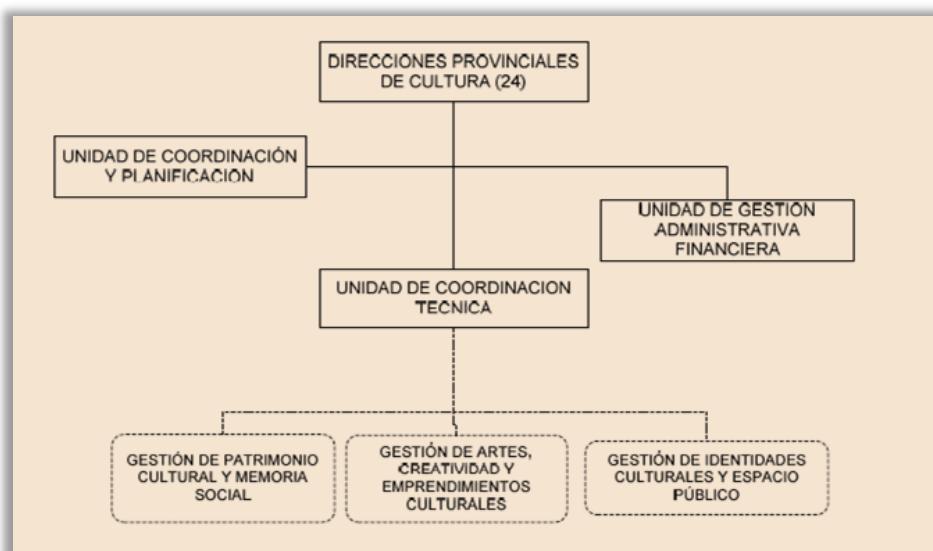 DIRECCIONES PROVINCIALES
DE CULTURA (24)
UNIDAD DE COORDINACIÓN
Y PLANIFICACION
UNIDAD DE GESTIÓN
ADMINISTRATIVA
FINANCIERA
UNIDAD DE COORDINACION
TECNICA
GESTIÓN DE PATRIMONIO
CULTURAL Y MEMORIA
SOCIAL
GESTIÓN DE ARTES,
CREATIVIDAD Y
EMPRENDIMIENTOS
CULTURALES
GESTIÓN DE IDENTIDADES
CULTURALES Y ESPACIO
PÚBLICO